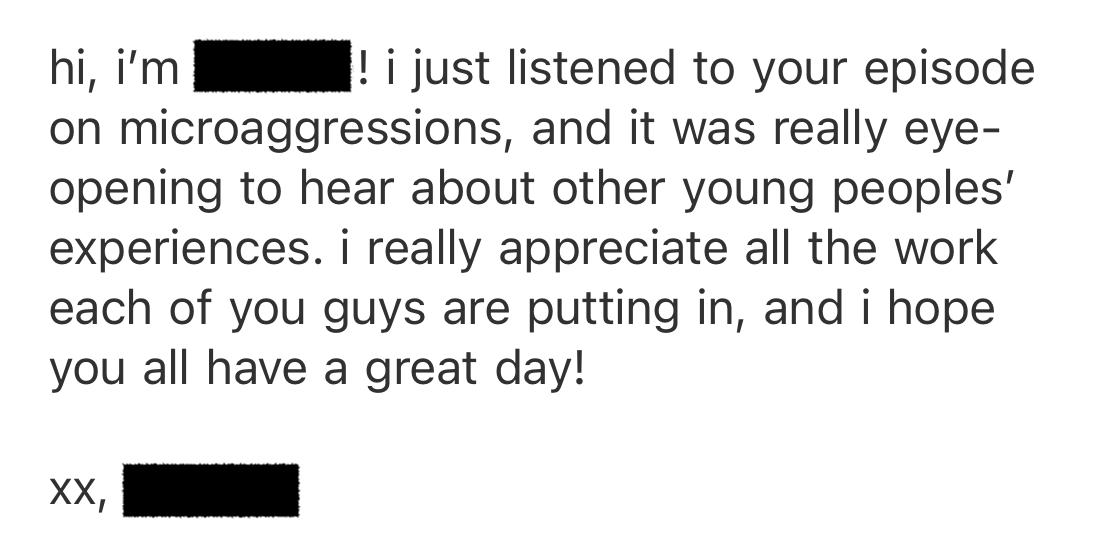 hi, i’m ! i just listened to your episode
on microaggressions, and it was really eye-
opening to hear about other young peoples’
experiences. i really appreciate all the work
each of you guys are putting in, and i hope
you all have a great day!
xx,